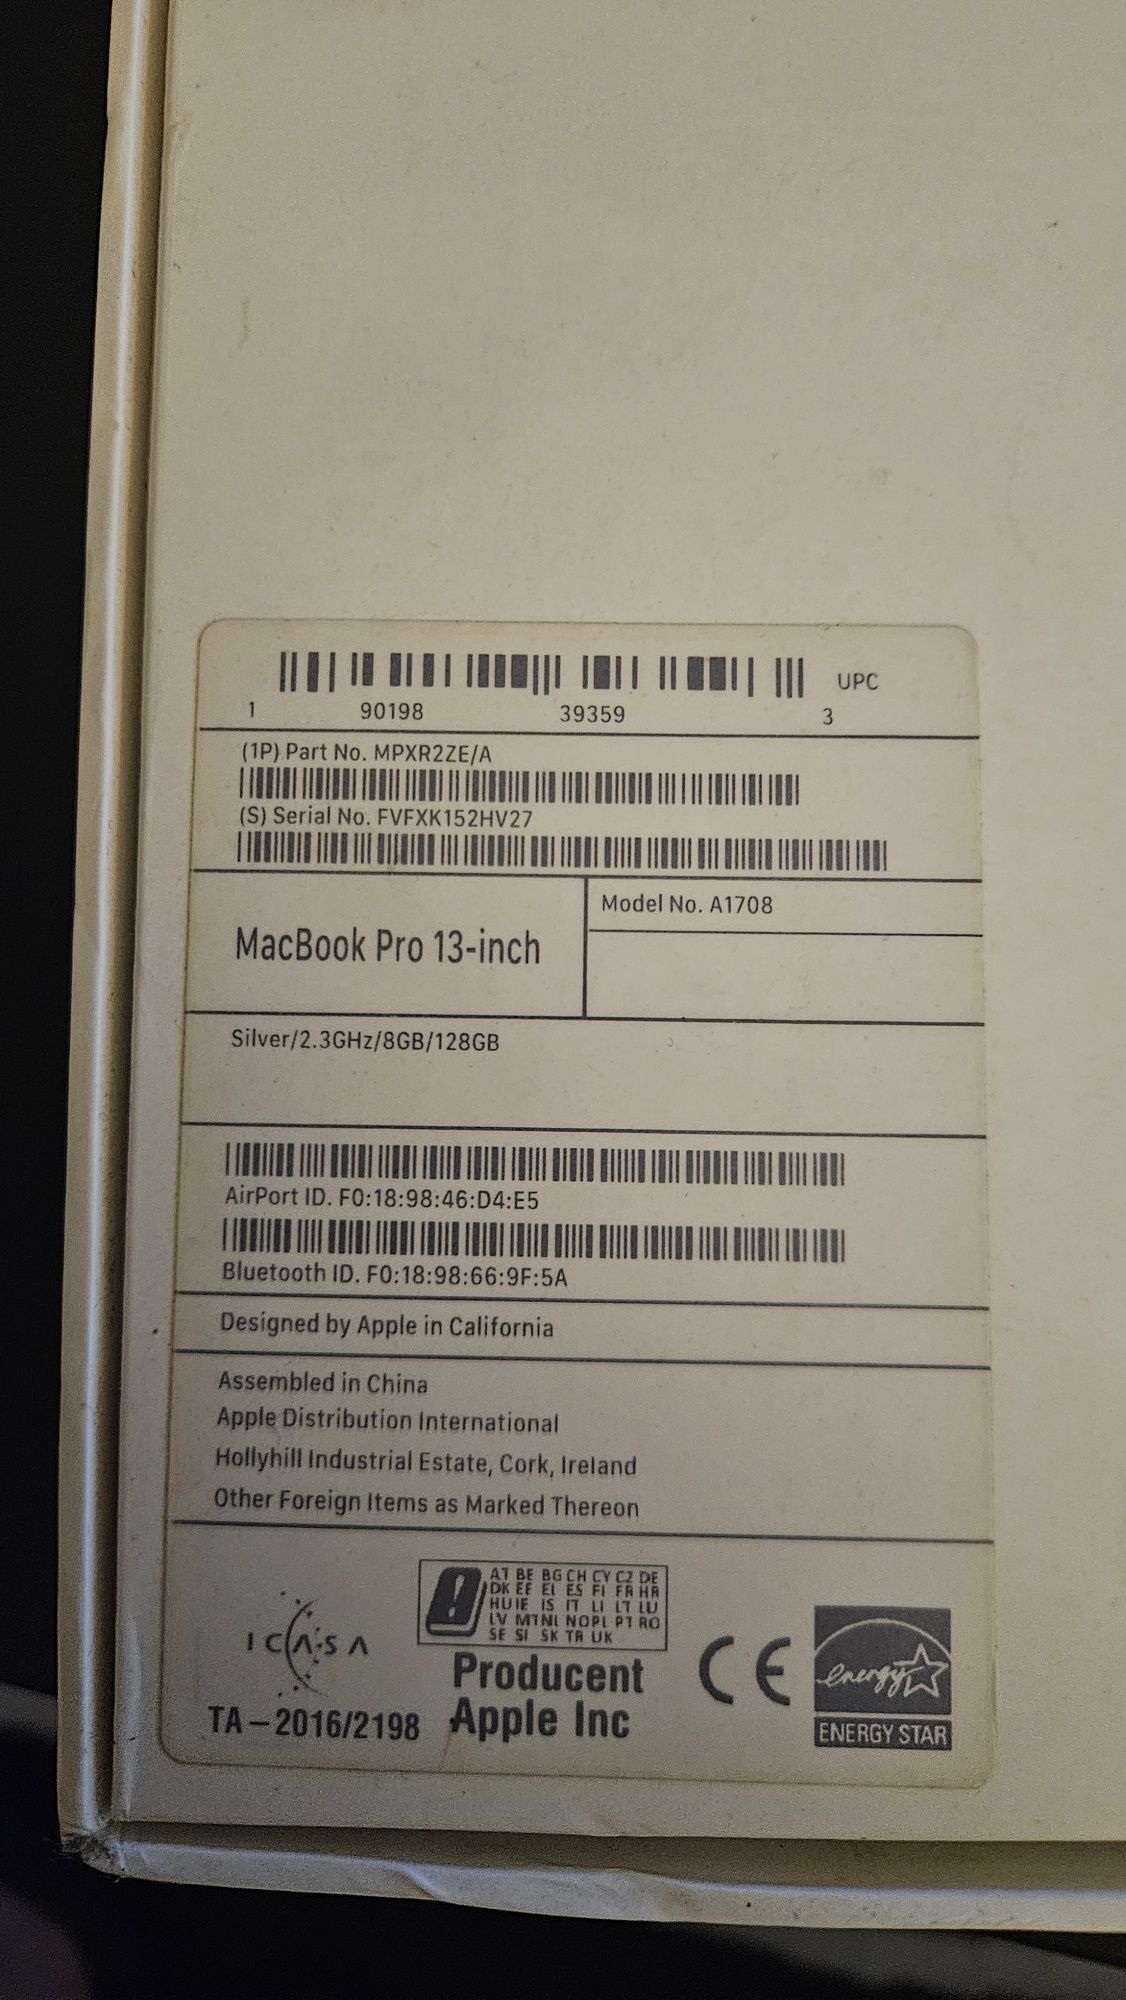 UPC
1 90198 39359 3
(1P) Part No. MPXR2ZE/A
(S) Serial No. FVFXK152HV27
MacBook Pro 13-inch
Model No. A1708
Silver/2.3GHz/8GB/128GB
AirPort ID. F0:18:98:46:D4:E5
Bluetooth ID. F0:18:98:66:9F:5A
Designed by Apple in California
Assembled in China
Apple Distribution International
Hollyhill Industrial Estate, Cork, Ireland
Other Foreign Items as Marked Thereon
ICASA
TA-2016/2198
AT BE BG CH CY CZ DE
DK EE EL ES FI FR HR
HU IE IS IT LI LT LU
LV MT NL NO PL PT RO
SE SI SK TR UK
Producent
Apple Inc
CE
energy
ENERGY STAR